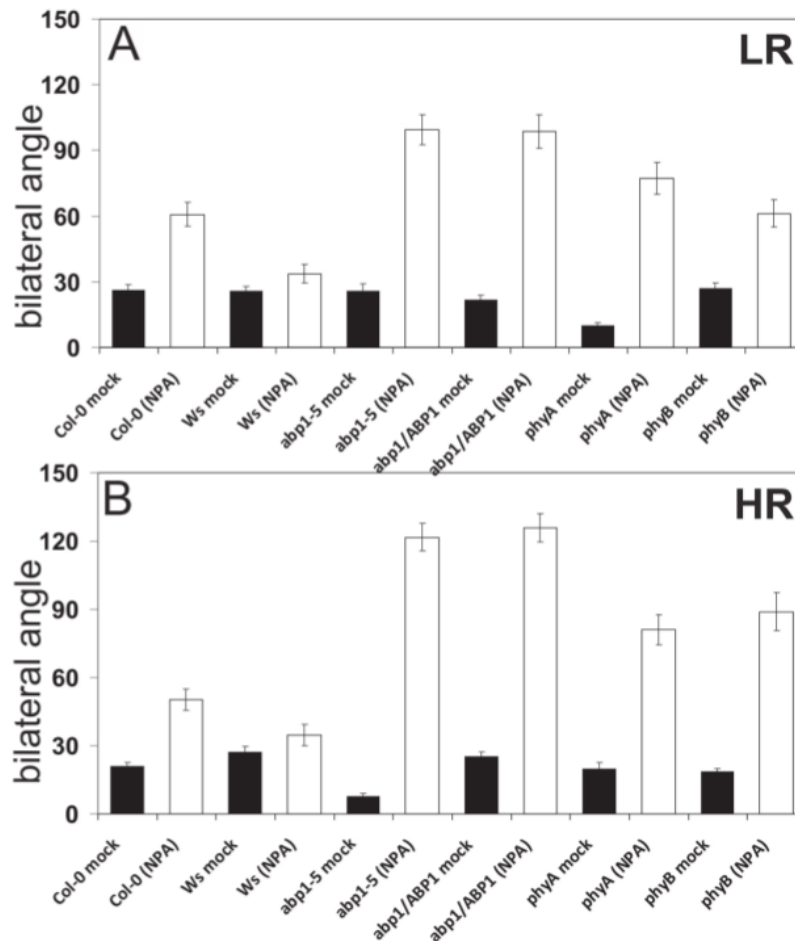 A
LR
bilateral angle
150
120
90
60
30
0
Col-0 mock
Col-0 (NPA)
Ws mock
Ws (NPA)
abp1-5 mock
abp1-5 (NPA)
abp1/ABP1 mock
abp1/ABP1 (NPA)
phyA mock
phyA (NPA)
phyB mock
phyB (NPA)
B
HR
bilateral angle
150
120
90
60
30
0
Col-0 mock
Col-0 (NPA)
Ws mock
Ws (NPA)
abp1-5 mock
abp1-5 (NPA)
abp1/ABP1 mock
abp1/ABP1 (NPA)
phyA mock
phyA (NPA)
phyB mock
phyB (NPA)